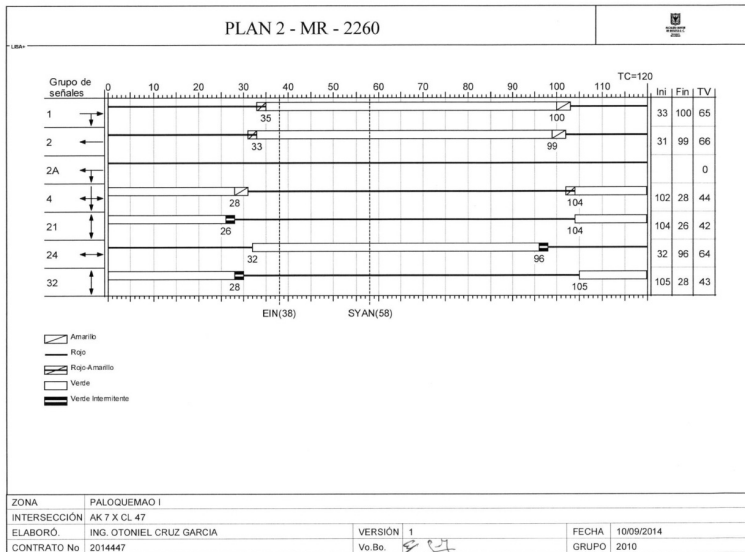 PLAN 2 - MR - 2260
LISA+
TC=120
Grupo de señales 0 10 20 30 40 50 60 70 80 90 100 110 Ini Fin TV
1 35 100 33 100 65
2 33 99 31 99 66
2A 0
4 28 104 102 28 44
21 26 104 104 26 42
24 32 96 32 96 64
32 28 105 105 28 43
EIN(38) SYAN(58)
Amarillo
Rojo
Rojo-Amarillo
Verde
Verde Intermitente
ZONA PALOQUEMAO I
INTERSECCIÓN AK 7 X CL 47
ELABORÓ. ING. OTONIEL CRUZ GARCIA VERSIÓN 1 FECHA 10/09/2014
CONTRATO No 2014447 Vo.Bo. GRUPO 2010